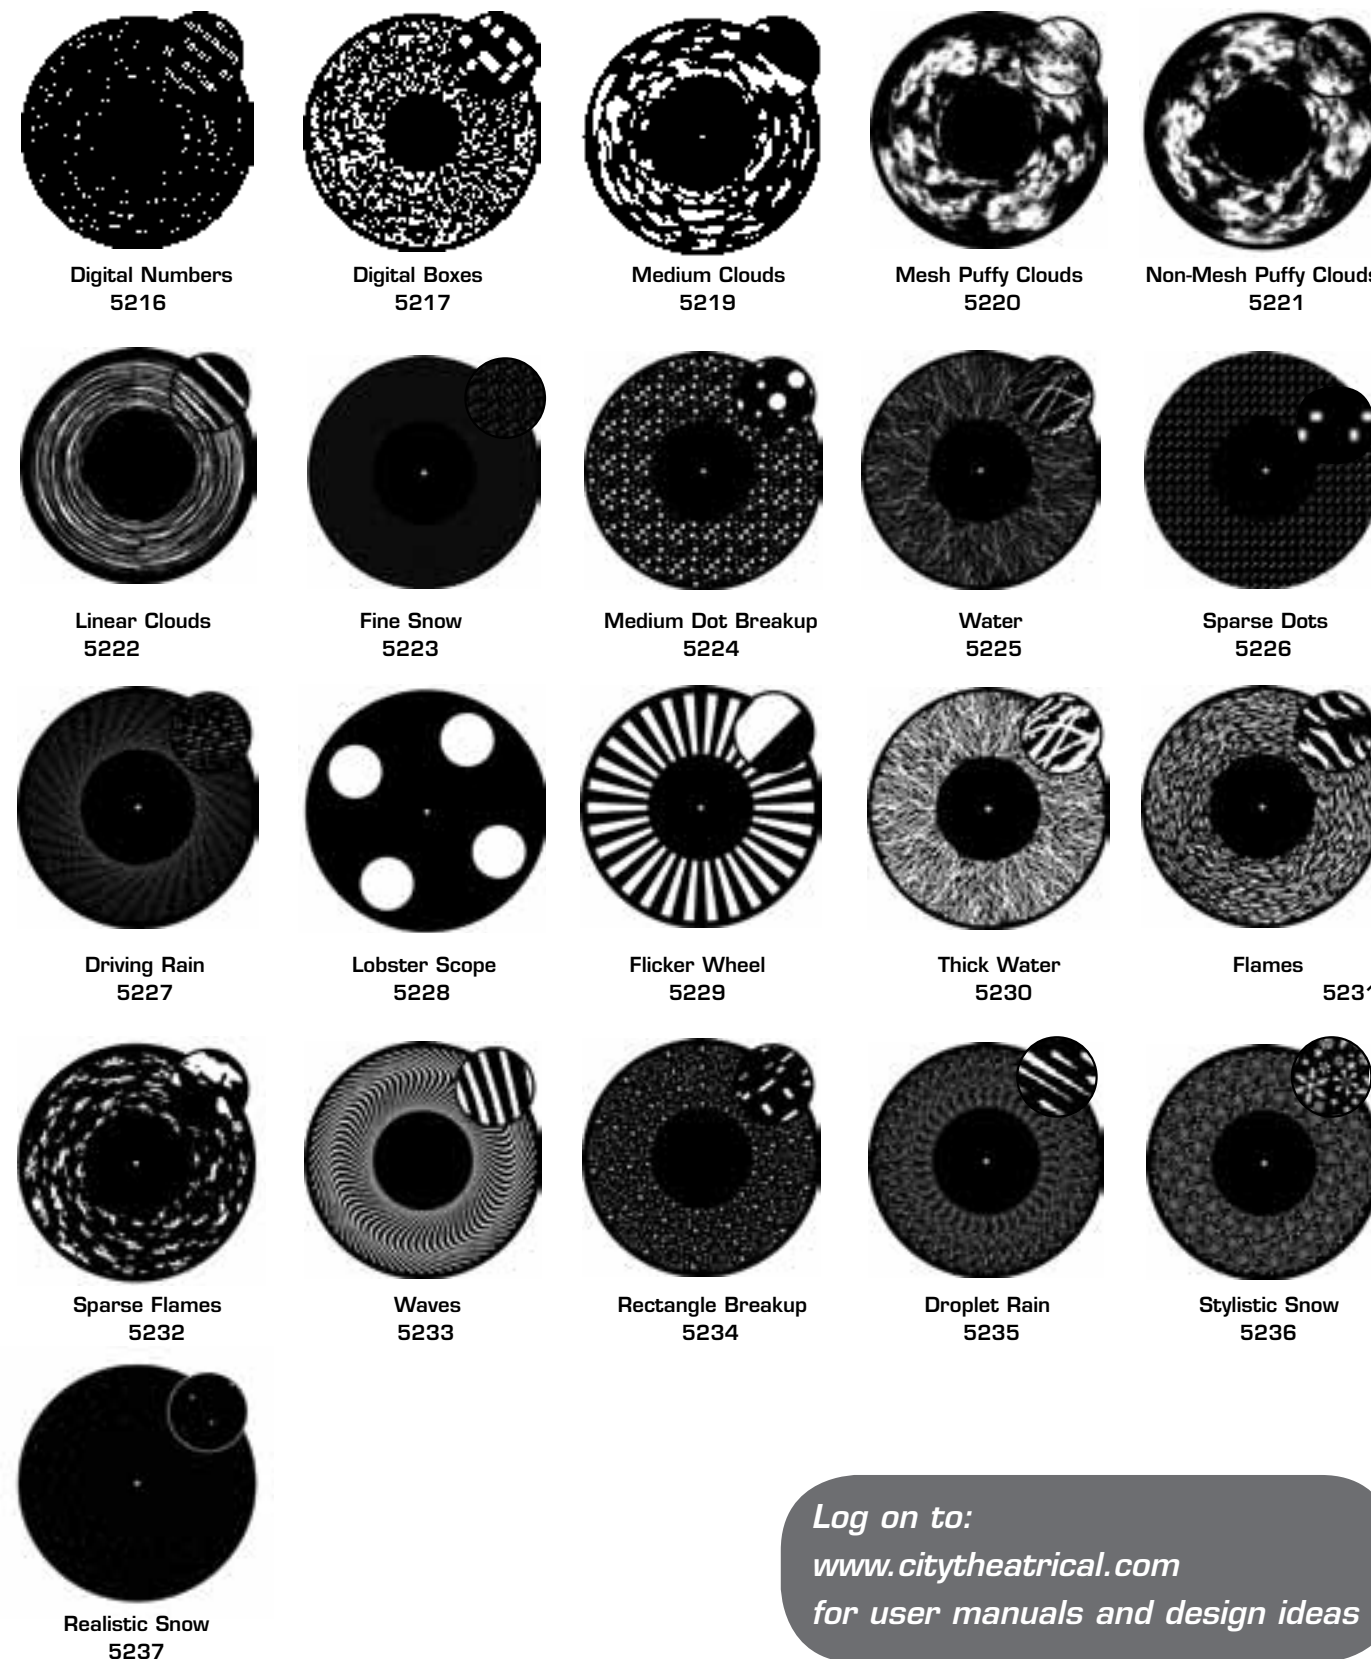 Digital Numbers
5216
Digital Boxes
5217
Medium Clouds
5219
Mesh Puffy Clouds
5220
Non-Mesh Puffy Clouds
5221
Linear Clouds
5222
Fine Snow
5223
Medium Dot Breakup
5224
Water
5225
Sparse Dots
5226
Driving Rain
5227
Lobster Scope
5228
Flicker Wheel
5229
Thick Water
5230
Flames
5231
Sparse Flames
5232
Waves
5233
Rectangle Breakup
5234
Droplet Rain
5235
Stylistic Snow
5236
Realistic Snow
5237
Log on to:
www.citytheatrical.com
for user manuals and design ideas